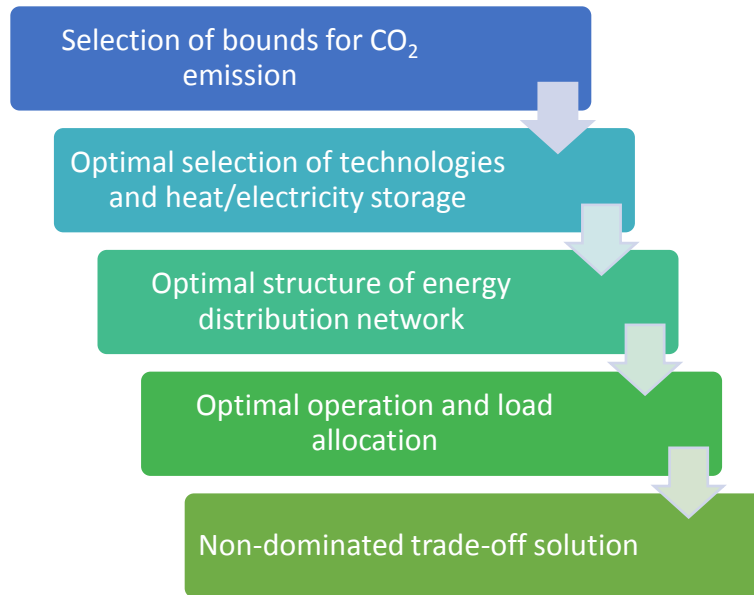 Selection of bounds for CO₂
emission
Optimal selection of technologies
and heat/electricity storage
Optimal structure of energy
distribution network
Optimal operation and load
allocation
Non-dominated trade-off solution